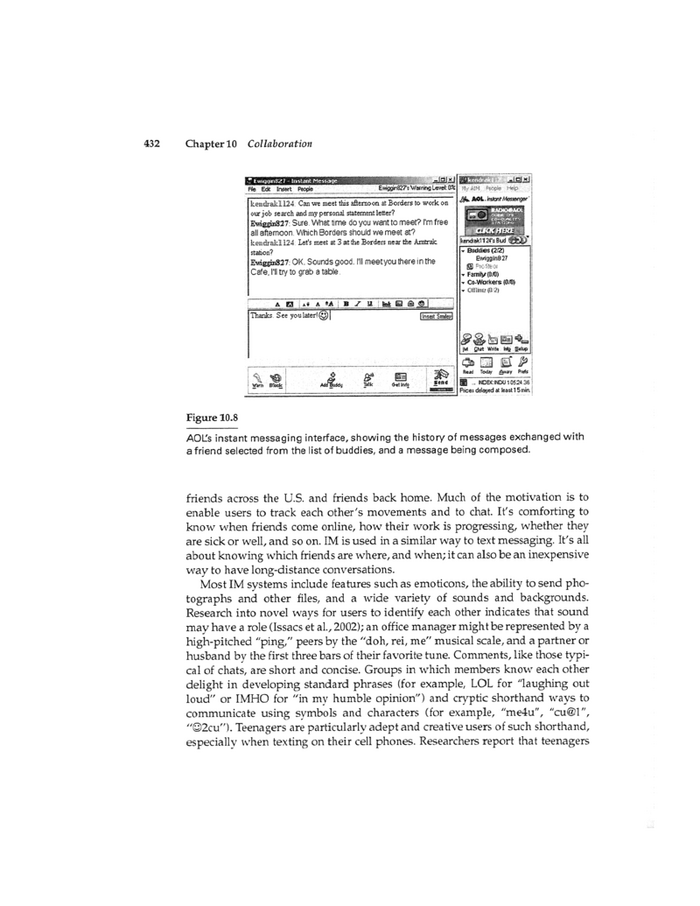 432 Chapter 10 Collaboration
Ewiggin827 - Instant Message
File Edit Insert People Ewiggin827's Warning Level: 0%
kendrak1124: Can we meet this afternoon at Borders to work on
our job search and my personal statement letter?
Ewiggin827: Sure. What time do you want to meet? I'm free
all afternoon. Which Borders should we meet at?
kendrak1124: Let's meet at 3 at the Borders near the Amtrak
station?
Ewiggin827: OK. Sounds good. I'll meet you there in the
Cafe, I'll try to grab a table.
Thanks. See you later!
Insert Smiley
Warn Block Add Buddy Talk Get Info Send
My AIM People Help
AOL Instant Messenger
RADIO@AOL
CLICK HERE
kendrak1124's Bud
Buddies (2/2)
Ewiggin827
Family (0/0)
Co-Workers (0/0)
Offline (0/2)
IM Chat Write Setup
Read Today Away Prefs
Prices delayed at least 15 min.
Figure 10.8
AOL's instant messaging interface, showing the history of messages exchanged with
a friend selected from the list of buddies, and a message being composed.
friends across the U.S. and friends back home. Much of the motivation is to
enable users to track each other's movements and to chat. It's comforting to
know when friends come online, how their work is progressing, whether they
are sick or well, and so on. IM is used in a similar way to text messaging. It's all
about knowing which friends are where, and when; it can also be an inexpensive
way to have long-distance conversations.
Most IM systems include features such as emoticons, the ability to send pho-
tographs and other files, and a wide variety of sounds and backgrounds.
Research into novel ways for users to identify each other indicates that sound
may have a role (Issacs et al., 2002); an office manager might be represented by a
high-pitched "ping," peers by the "doh, rei, me" musical scale, and a partner or
husband by the first three bars of their favorite tune. Comments, like those typi-
cal of chats, are short and concise. Groups in which members know each other
delight in developing standard phrases (for example, LOL for "laughing out
loud" or IMHO for "in my humble opinion") and cryptic shorthand ways to
communicate using symbols and characters (for example, "me4u", "cu@1",
"☺2cu"). Teenagers are particularly adept and creative users of such shorthand,
especially when texting on their cell phones. Researchers report that teenagers